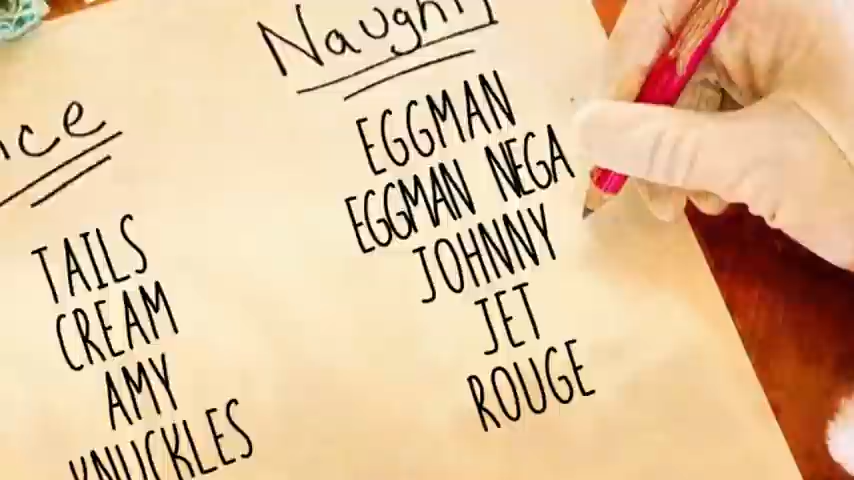 Naughty
EGGMAN
EGGMAN NEGA
JOHNNY
JET
ROUGE
ice
TAILS
CREAM
AMY
KNUCKLES